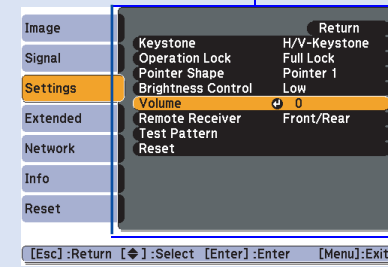 Image
Signal
Settings
Extended
Network
Info
Reset
Return
Keystone H/V-Keystone
Operation Lock Full Lock
Pointer Shape Pointer 1
Brightness Control Low
Volume 0
Remote Receiver Front/Rear
Test Pattern
Reset
[Esc] :Return [◆] :Select [Enter] :Enter [Menu] :Exit